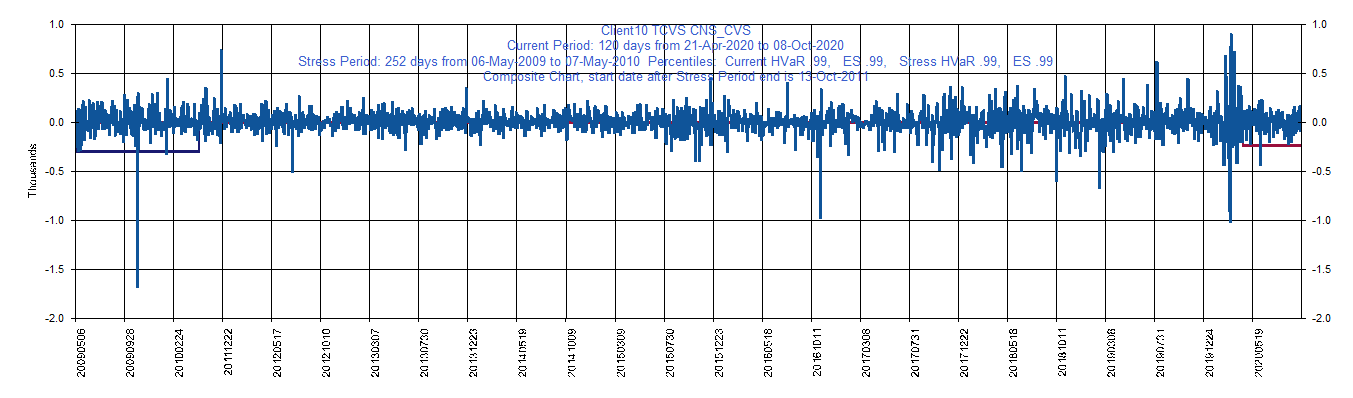 Client10 TCVS CNS_CVS
Current Period: 120 days from 21-Apr-2020 to 08-Oct-2020
Stress Period: 252 days from 06-May-2009 to 07-May-2010 Percentiles: Current HVaR .99, ES .99, Stress HVaR .99, ES .99
Composite Chart, start date after Stress Period end is 13-Oct-2011
1.0 1.0
0.5 0.5
0.0 0.0
-0.5 -0.5
-1.0 -1.0
-1.5 -1.5
-2.0 -2.0
Thousands
20090506 20090928 20100224 20111222 20120517 20121010 20130307 20130730 20131223 20140519 20141009 20150309 20150730 20151223 20160518 20161011 20170308 20170731 20171222 20180518 20181011 20190308 20190731 20191224 20200519